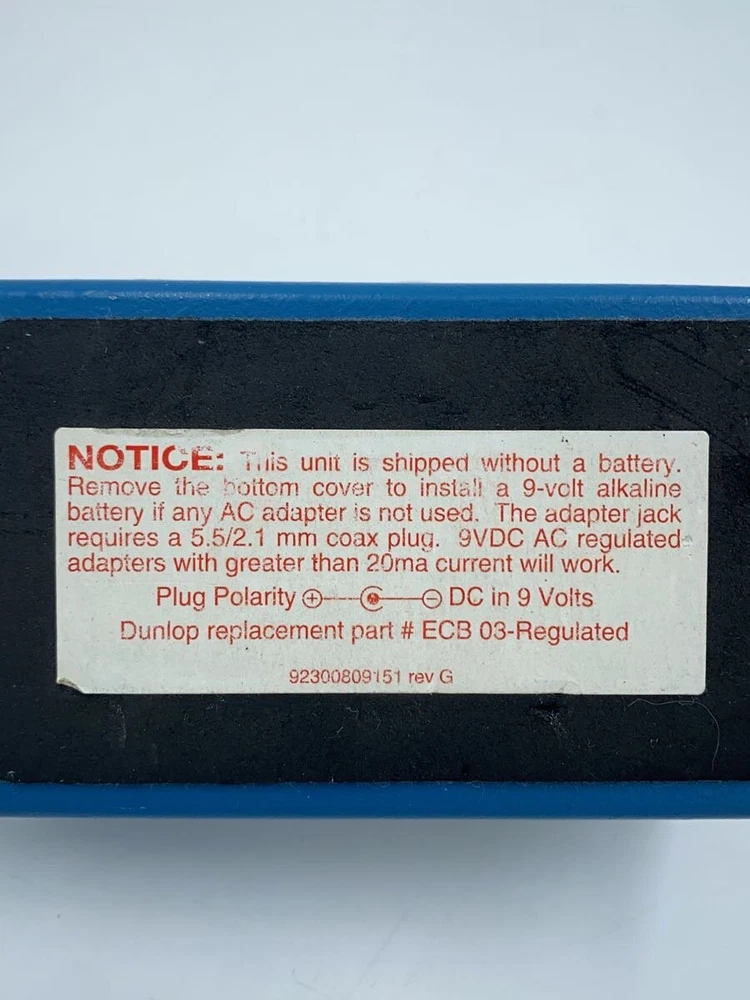 NOTICE: This unit is shipped without a battery.
Remove the bottom cover to install a 9-volt alkaline
battery if any AC adapter is not used. The adapter jack
requires a 5.5/2.1 mm coax plug. 9VDC AC regulated
adapters with greater than 20ma current will work.
Plug Polarity + - DC in 9 Volts
Dunlop replacement part # ECB 03-Regulated
92300809151 rev G